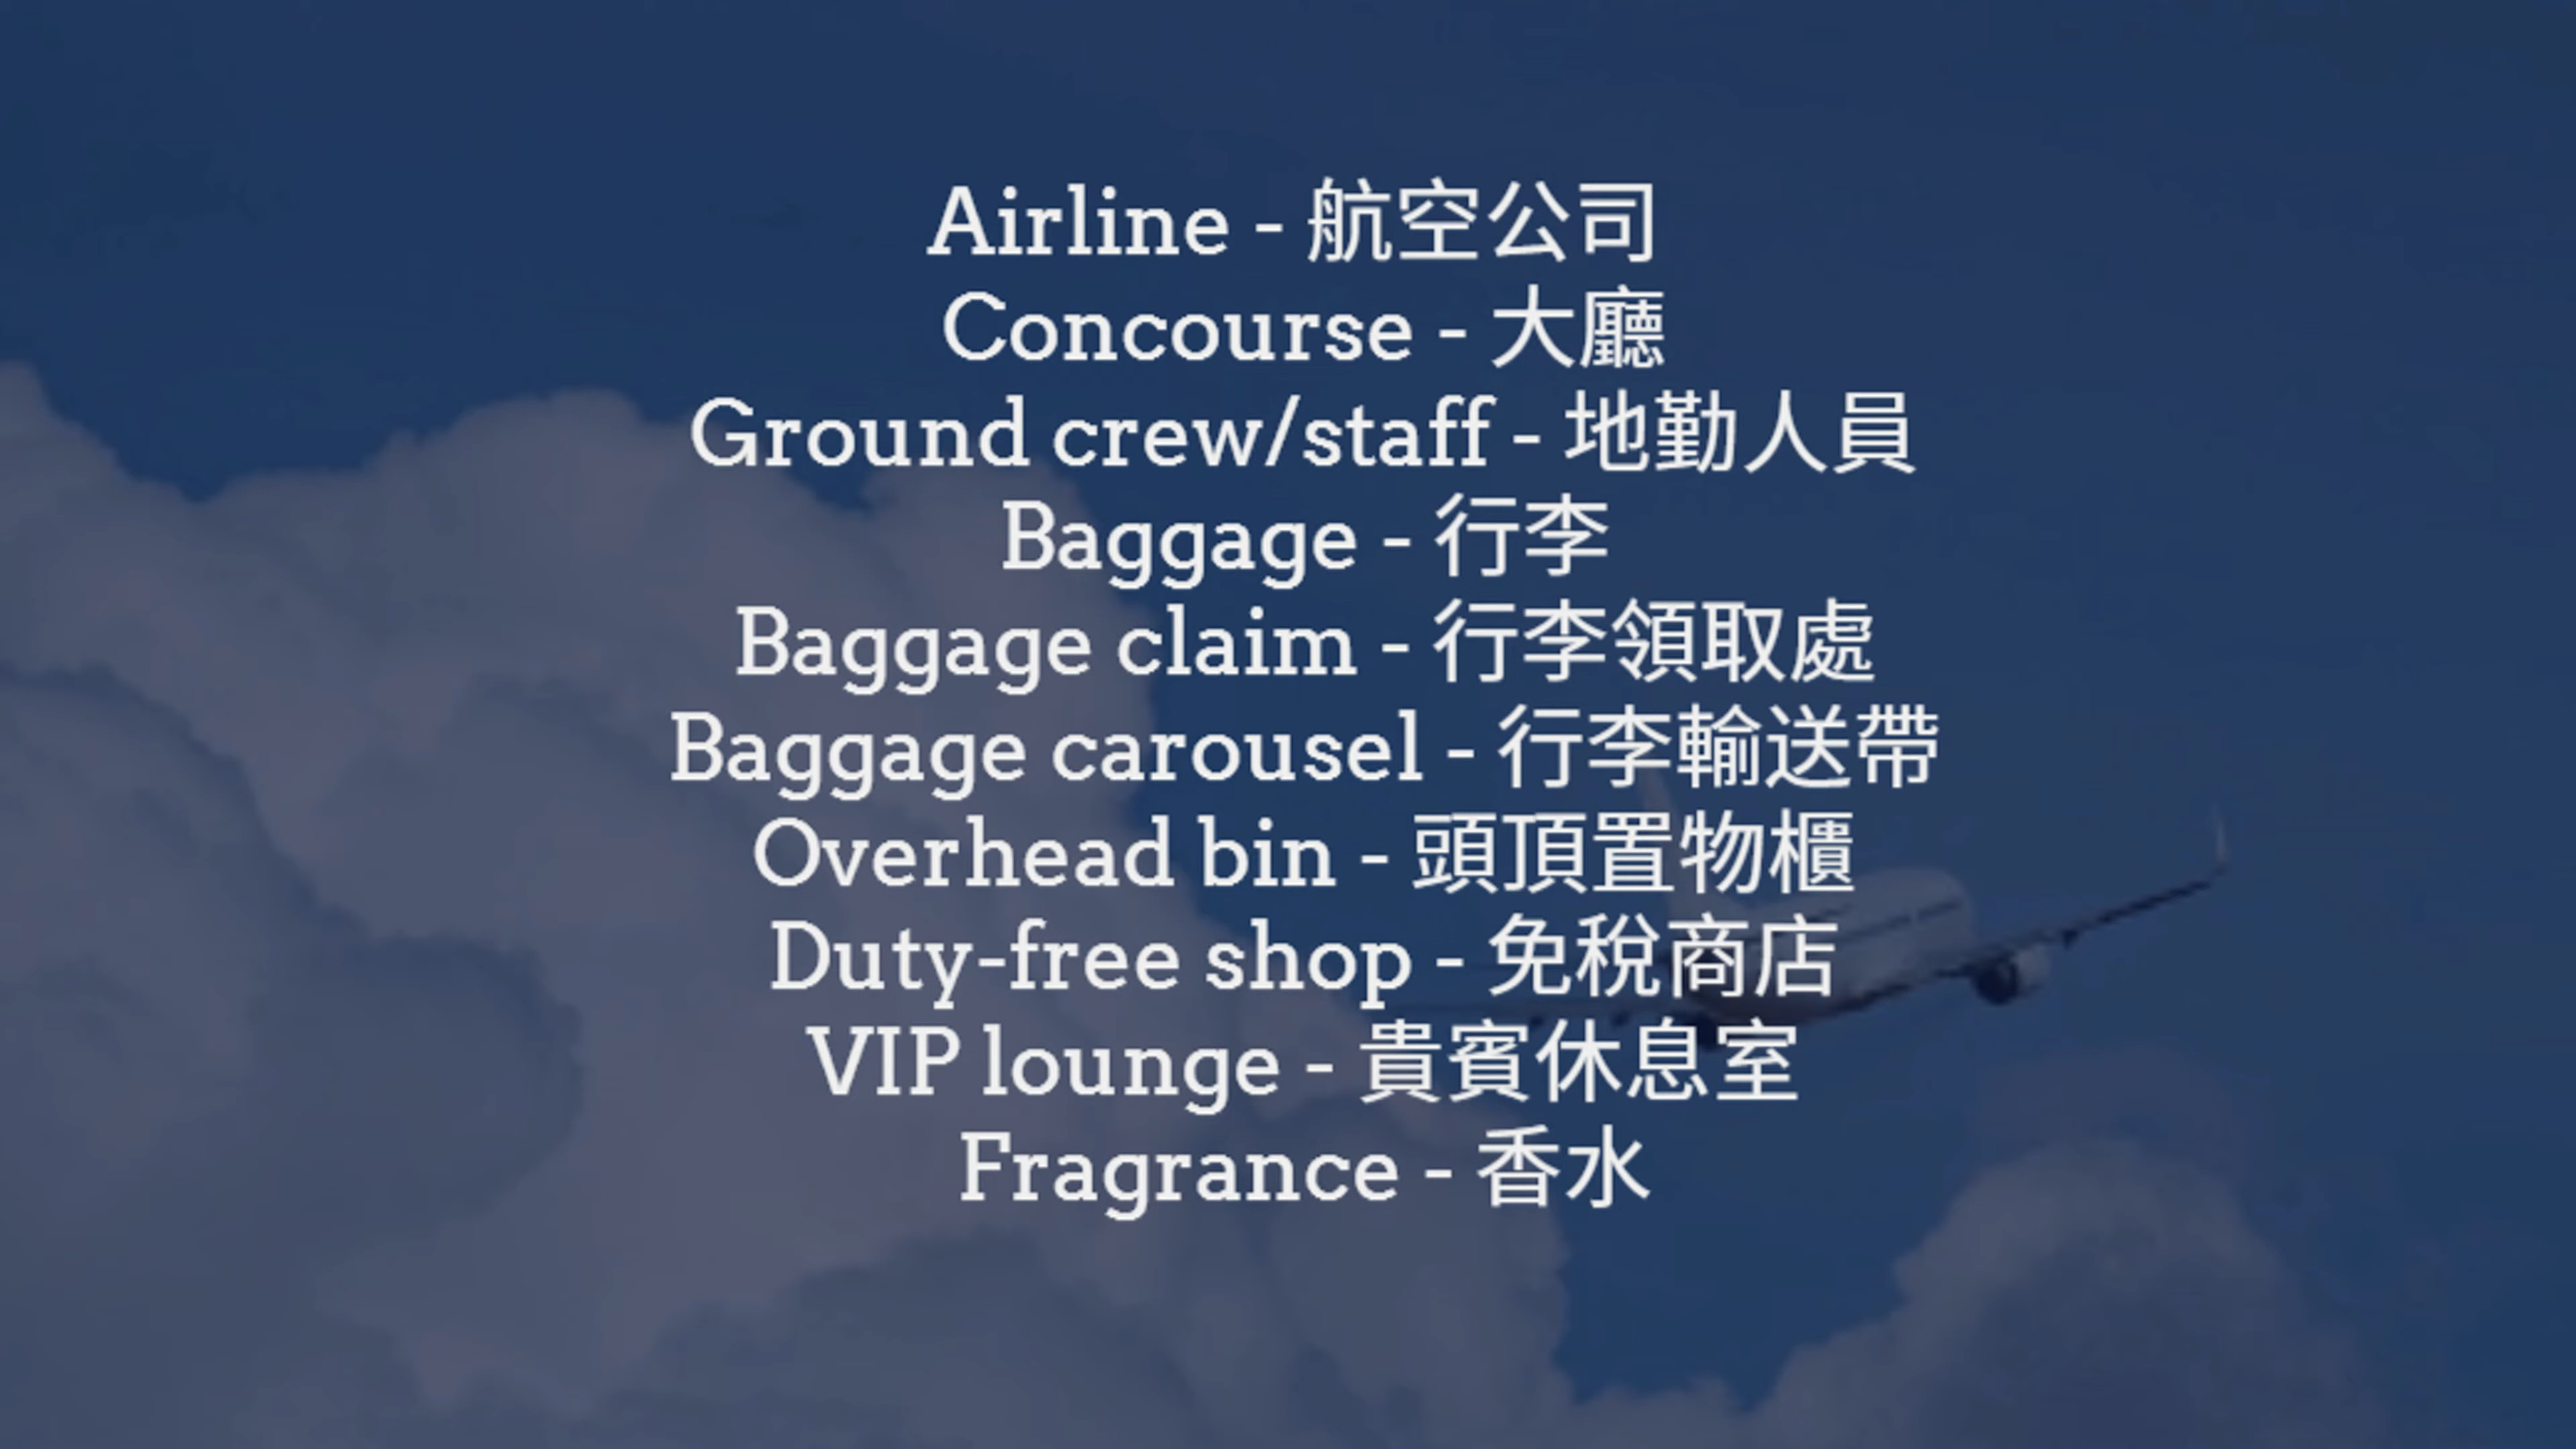 Airline - 航空公司
Concourse - 大廳
Ground crew/staff - 地勤人員
Baggage - 行李
Baggage claim - 行李領取處
Baggage carousel - 行李輸送帶
Overhead bin - 頭頂置物櫃
Duty-free shop - 免稅商店
VIP lounge - 貴賓休息室
Fragrance - 香水